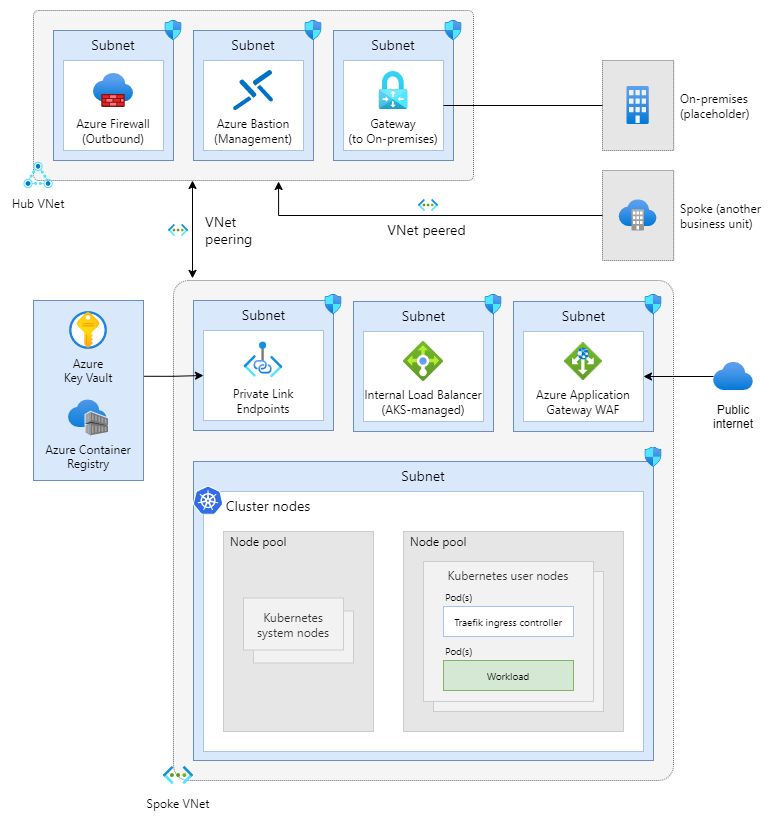 Subnet
Azure Firewall
(Outbound)
Subnet
Azure Bastion
(Management)
Subnet
Gateway
(to On-premises)
On-premises
(placeholder)
Hub VNet
VNet
peering
VNet peered
Spoke (another
business unit)
Azure
Key Vault
Azure Container
Registry
Subnet
Private Link
Endpoints
Subnet
Internal Load Balancer
(AKS-managed)
Subnet
Azure Application
Gateway WAF
Public
internet
Subnet
Cluster nodes
Node pool
Kubernetes
system nodes
Node pool
Kubernetes user nodes
Pod(s)
Traefik ingress controller
Pod(s)
Workload
Spoke VNet